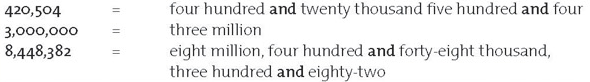 420,504 = four hundred and twenty thousand five hundred and four
3,000,000 = three million
8,448,382 = eight million, four hundred and forty-eight thousand,
three hundred and eighty-two